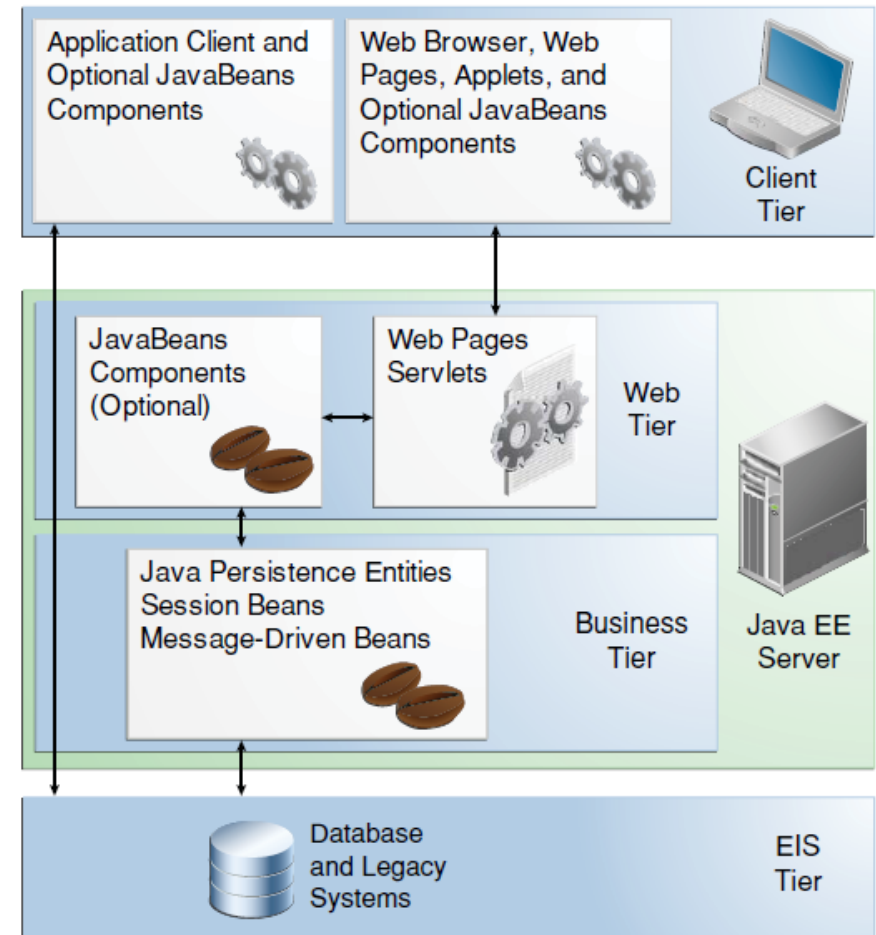 Application Client and
Optional JavaBeans
Components
Web Browser, Web
Pages, Applets, and
Optional JavaBeans
Components
Client
Tier
JavaBeans
Components
(Optional)
Web Pages
Servlets
Web
Tier
Java Persistence Entities
Session Beans
Message-Driven Beans
Business
Tier
Java EE
Server
Database
and Legacy
Systems
EIS
Tier